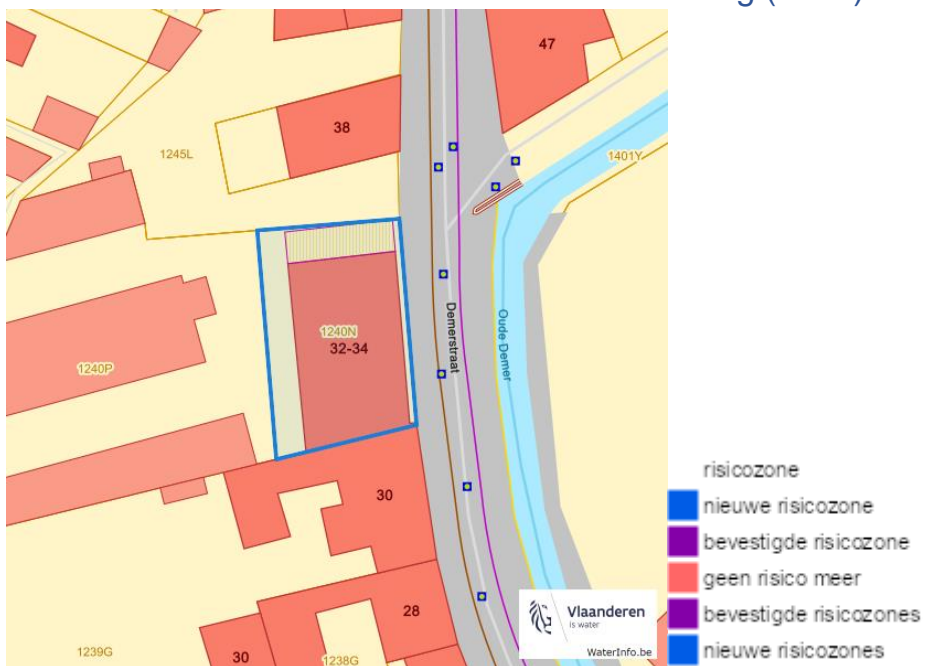 47
38
1245L
1401Y
Demerstraat
Oude Demer
1240N
32-34
1240P
30
28
30
1239G
1238G
Vlaanderen
is water
WaterInfo.be
risicozone
nieuwe risicozone
bevestigde risicozone
geen risico meer
bevestigde risicozones
nieuwe risicozones